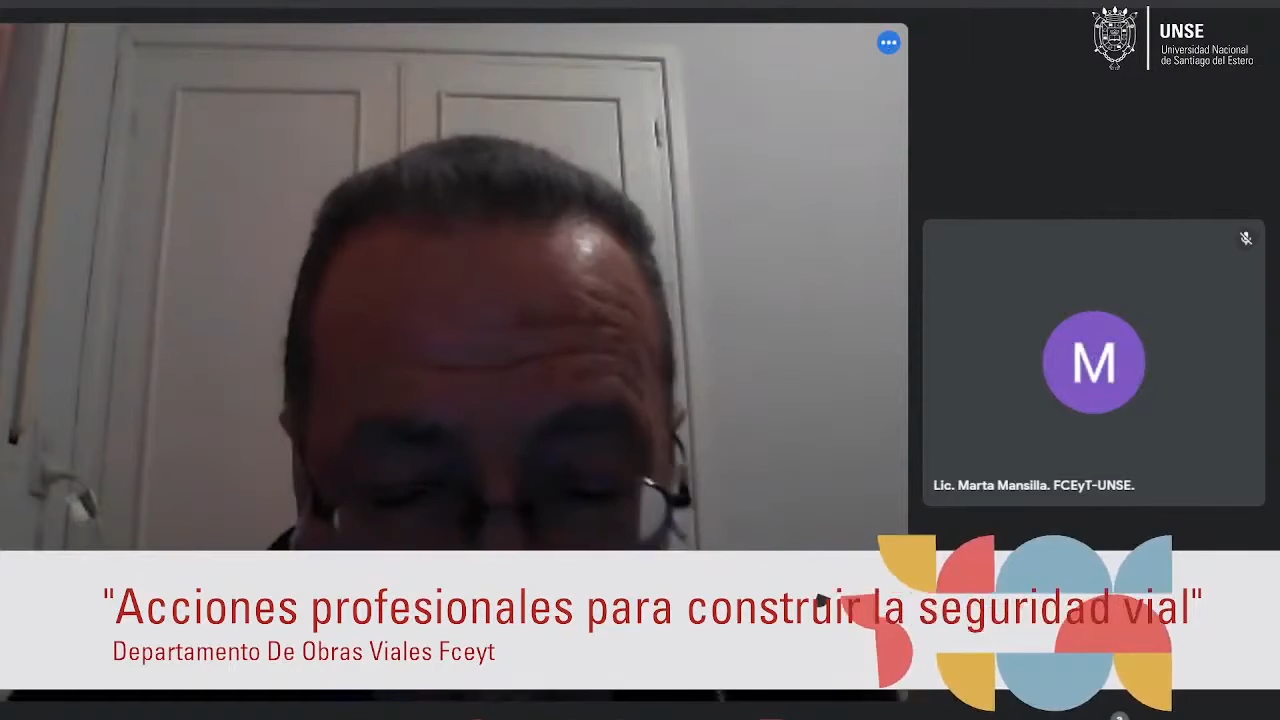 UNSE
Universidad Nacional
de Santiago del Estero
M
Lic. Marta Mansilla. FCEyT-UNSE.
"Acciones profesionales para construir la seguridad vial"
Departamento De Obras Viales Fceyt